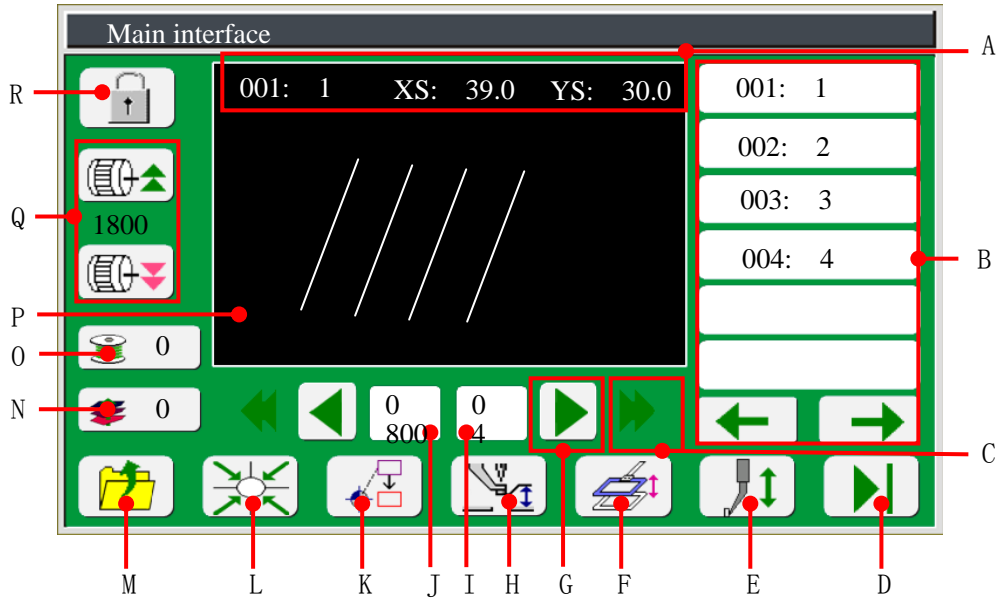 Main interface
A
R
001: 1 XS: 39.0 YS: 30.0
001: 1
002: 2
003: 3
004: 4
Q
1800
B
P
O
0
N
0
0
800
0
4
C
M
L
K
J
I
H
G
F
E
D